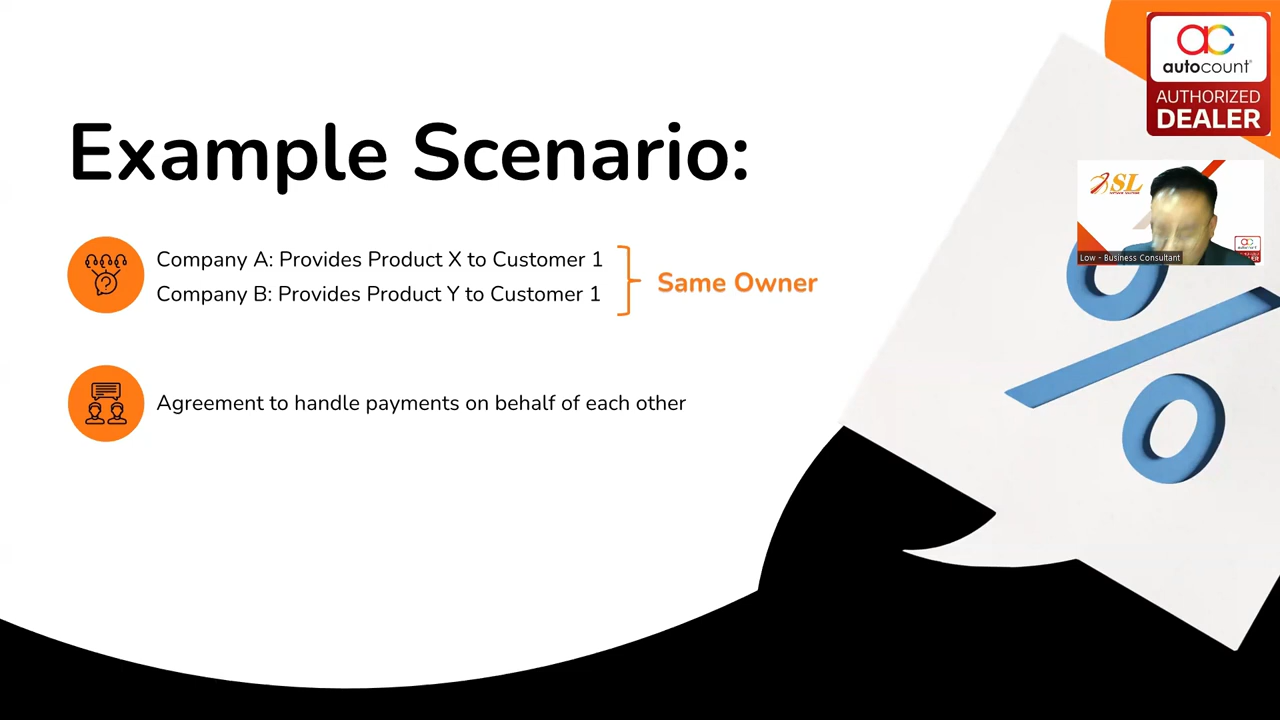 Example Scenario:
Company A: Provides Product X to Customer 1
Company B: Provides Product Y to Customer 1
Same Owner
Agreement to handle payments on behalf of each other
ac
autocount®
AUTHORIZED
DEALER
SL
Low - Business Consultant